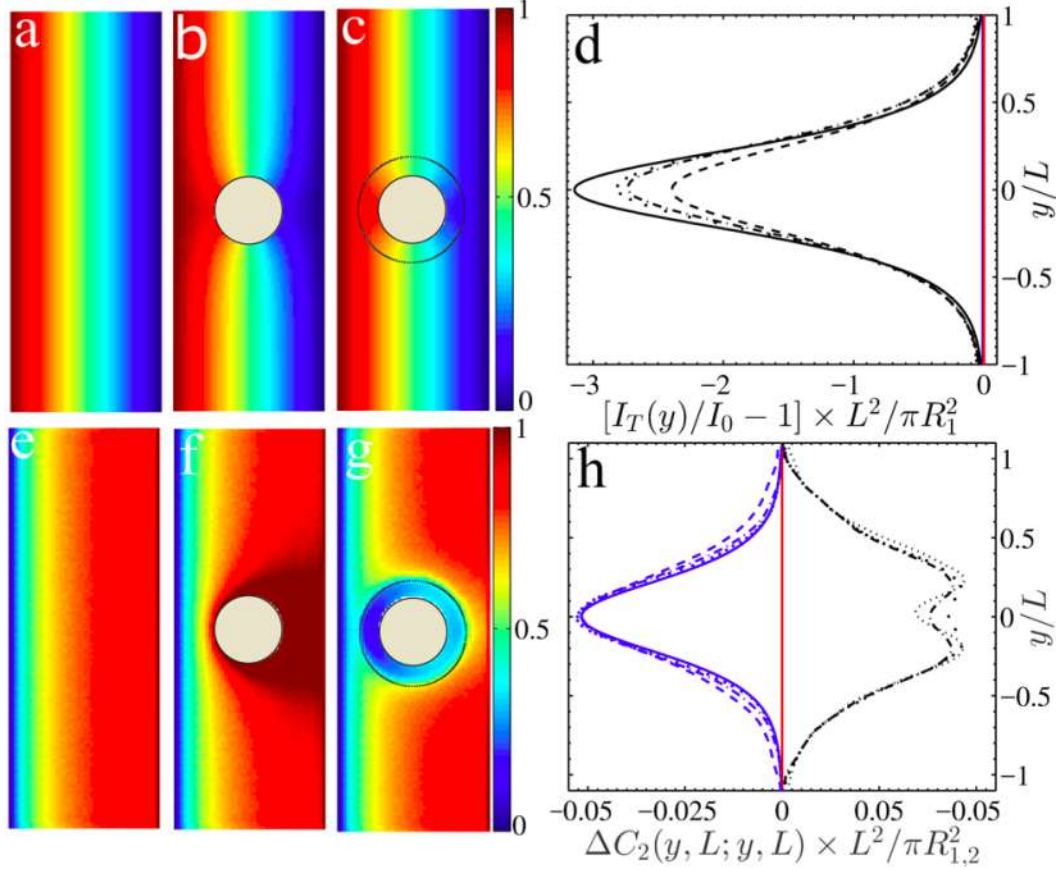 a b c
1
0.5
0
d
1
0.5
0
−0.5
−1
y/L
−3 −2 −1 0
[I_T(y)/I_0 − 1] × L^2/πR_1^2
e f g
1
0.5
0
h
1
0.5
0
−0.5
−1
y/L
−0.05 −0.025 0 0.05 −0.05
ΔC_2(y, L; y, L) × L^2/πR_{1,2}^2